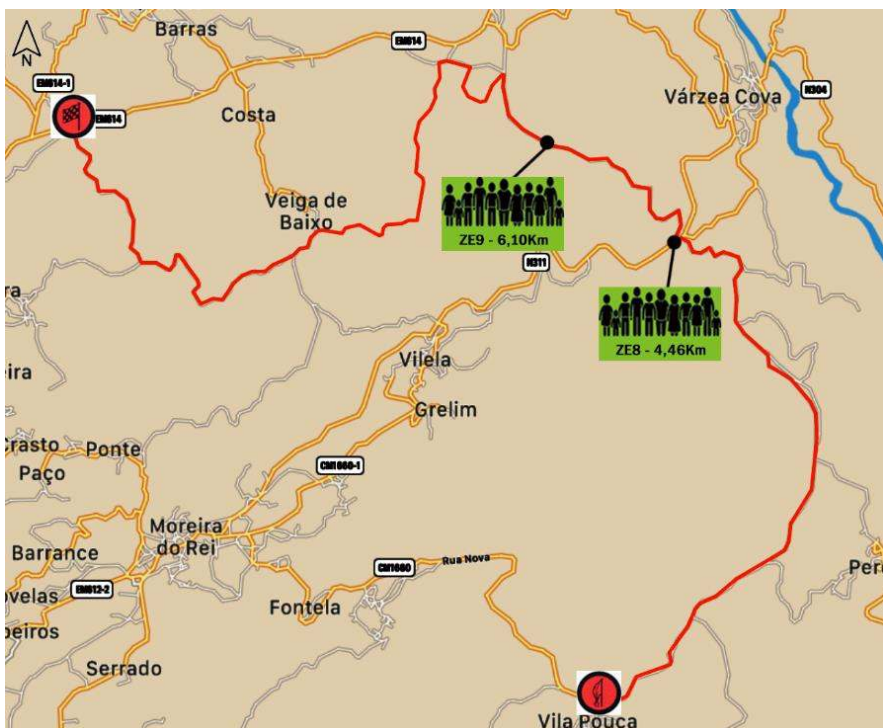 N
Barras
EM614
EM614-1
EM614
Costa
Várzea Cova
N304
Veiga de
Baixo
ZE9 - 6,10Km
N311
ZE8 - 4,46Km
Vilela
Grelim
Ponte
Paço
CM1660-1
Moreira
do Rei
Barrance
EM612-2
Rua Nova
CM1660
Fontela
Serrado
Vila Pouca